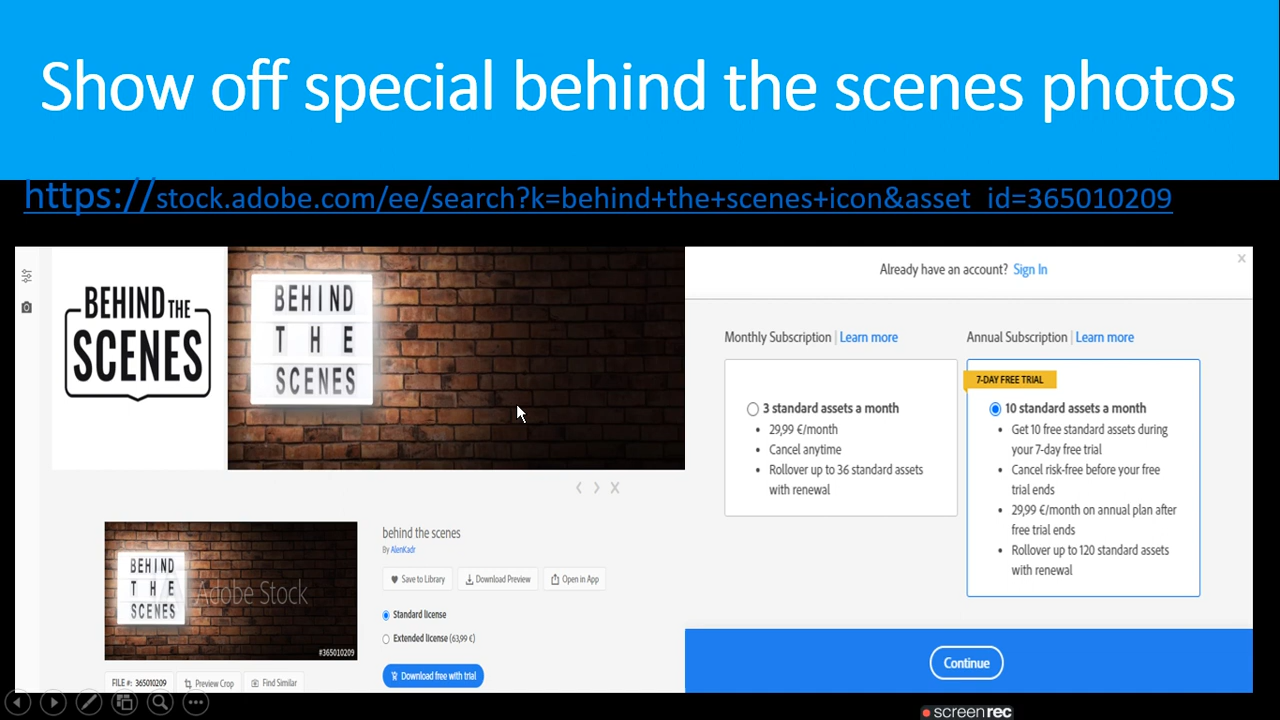 Show off special behind the scenes photos
https://stock.adobe.com/ee/search?k=behind+the+scenes+icon&asset_id=365010209
BEHIND THE
SCENES
BEHIND
THE
SCENES
behind the scenes
By AlenKadr
Save to Library
Download Preview
Open in App
Standard license
Extended license (63,99 €)
Download free with trial
BEHIND
THE
SCENES
Adobe Stock
#365010209
FILE #: 365010209
Preview Crop
Find Similar
Already have an account? Sign In
Monthly Subscription | Learn more
3 standard assets a month
29,99 €/month
Cancel anytime
Rollover up to 36 standard assets
with renewal
Annual Subscription | Learn more
7-DAY FREE TRIAL
10 standard assets a month
Get 10 free standard assets during
your 7-day free trial
Cancel risk-free before your free
trial ends
29,99 €/month on annual plan after
free trial ends
Rollover up to 120 standard assets
with renewal
Continue
screenrec